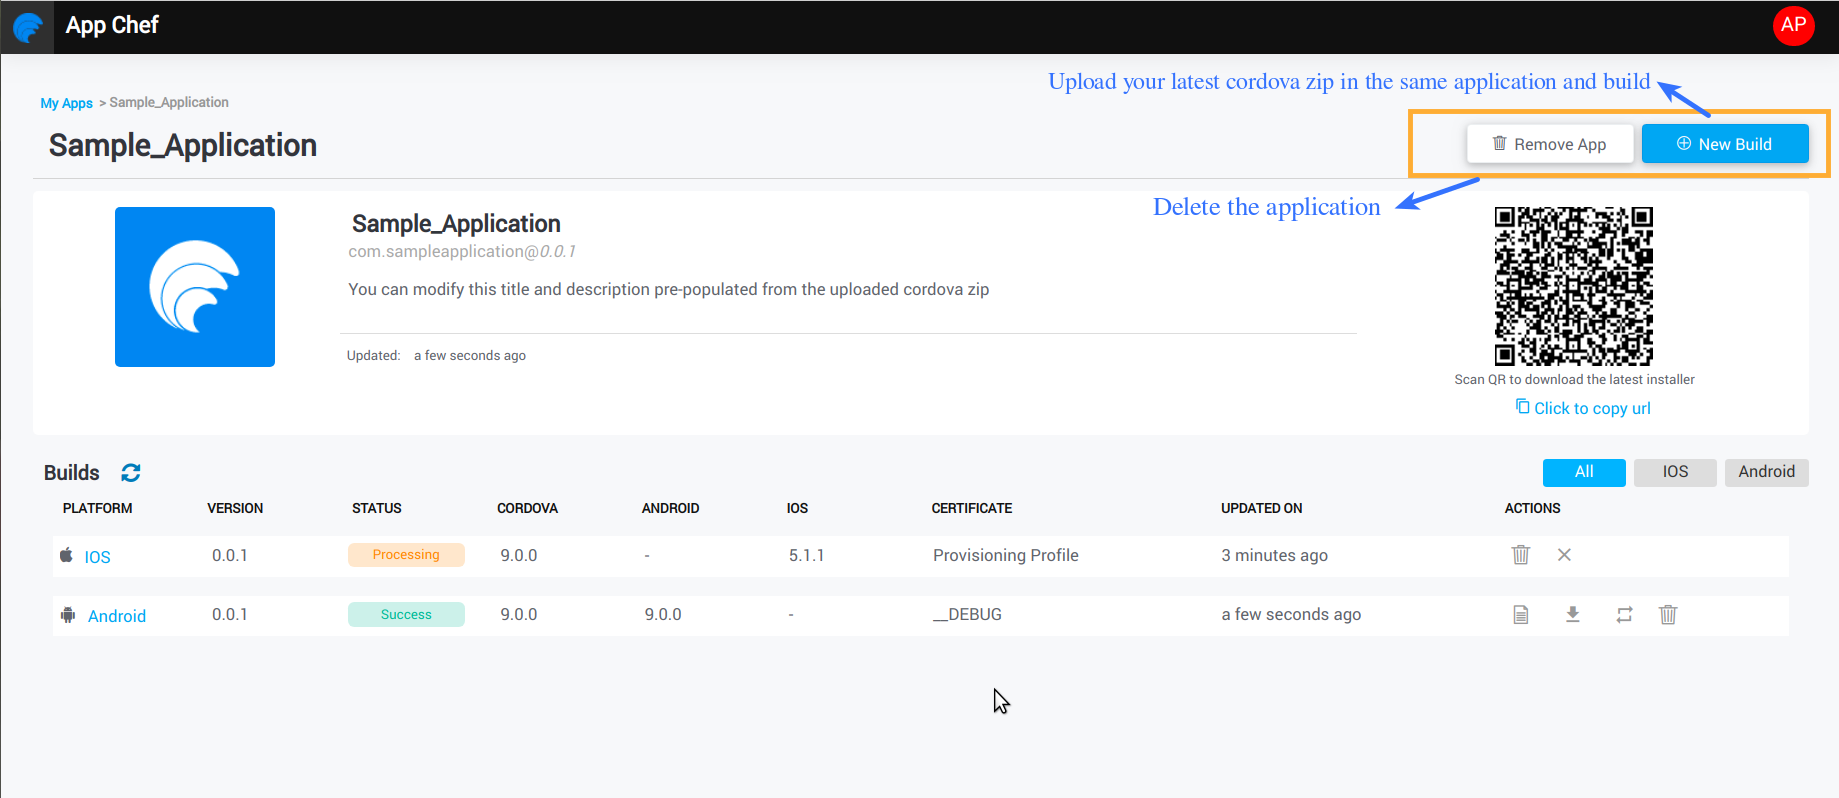 App Chef
AP
Upload your latest cordova zip in the same application and build
My Apps > Sample_Application
Sample_Application
Remove App
New Build
Delete the application
Sample_Application
com.sampleapplication@0.0.1
You can modify this title and description pre-populated from the uploaded cordova zip
Updated: a few seconds ago
Scan QR to download the latest installer
Click to copy url
Builds
All IOS Android
PLATFORM VERSION STATUS CORDOVA ANDROID IOS CERTIFICATE UPDATED ON ACTIONS
IOS 0.0.1 Processing 9.0.0 - 5.1.1 Provisioning Profile 3 minutes ago
Android 0.0.1 Success 9.0.0 9.0.0 - __DEBUG a few seconds ago